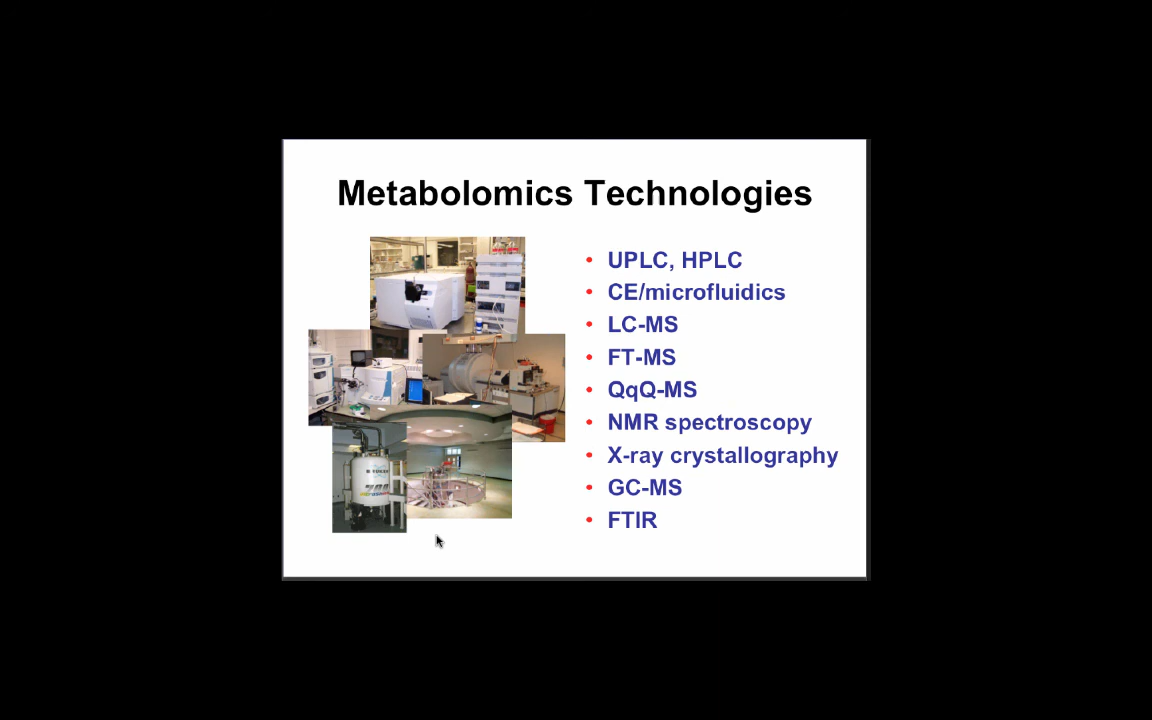 Metabolomics Technologies
• UPLC, HPLC
• CE/microfluidics
• LC-MS
• FT-MS
• QqQ-MS
• NMR spectroscopy
• X-ray crystallography
• GC-MS
• FTIR